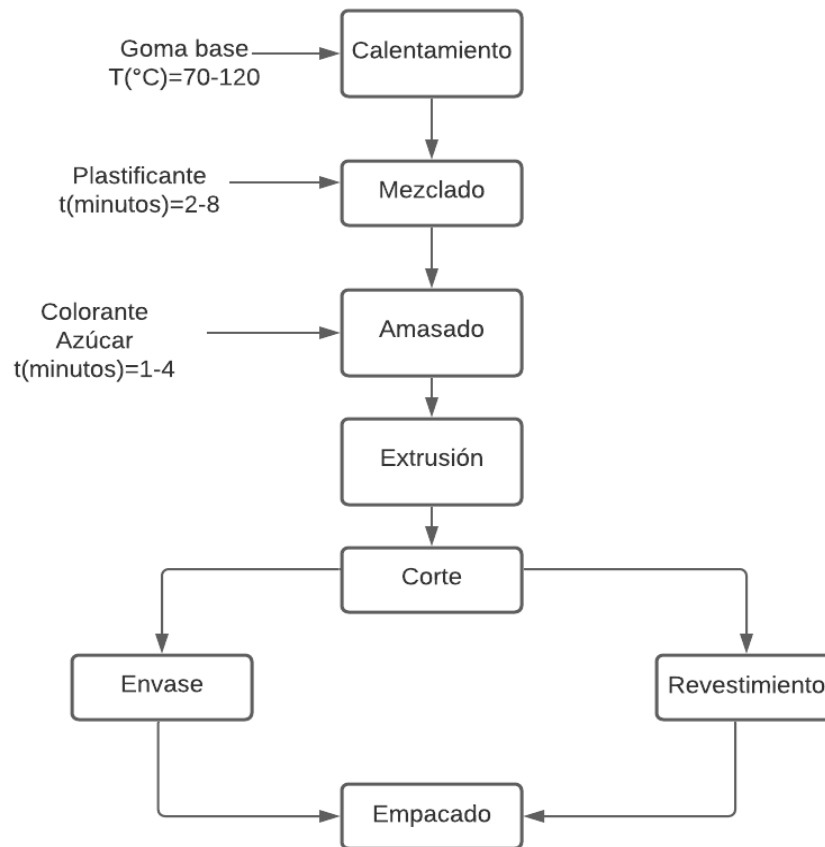 Goma base
T(°C)=70-120
Calentamiento
Plastificante
t(minutos)=2-8
Mezclado
Colorante
Azúcar
t(minutos)=1-4
Amasado
Extrusión
Corte
Envase
Revestimiento
Empacado